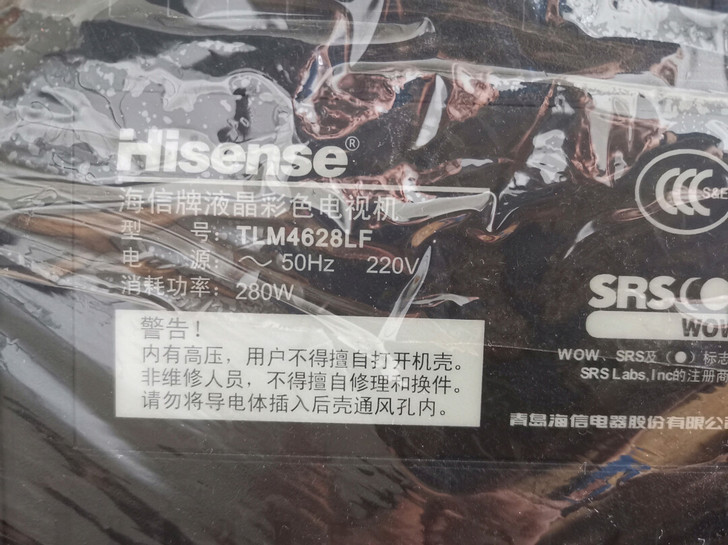 Hisense®
海信牌液晶彩色电视机
型 号：TLM4628LF
电 源：～ 50Hz 220V
消耗功率：280W
警告！
内有高压，用户不得擅自打开机壳。
非维修人员，不得擅自修理和换件。
请勿将导电体插入后壳通风孔内。
CCC S&E
SRS
WOW
WOW、SRS及（●）标志
SRS Labs,Inc的注册商
青岛海信电器股份有限公司